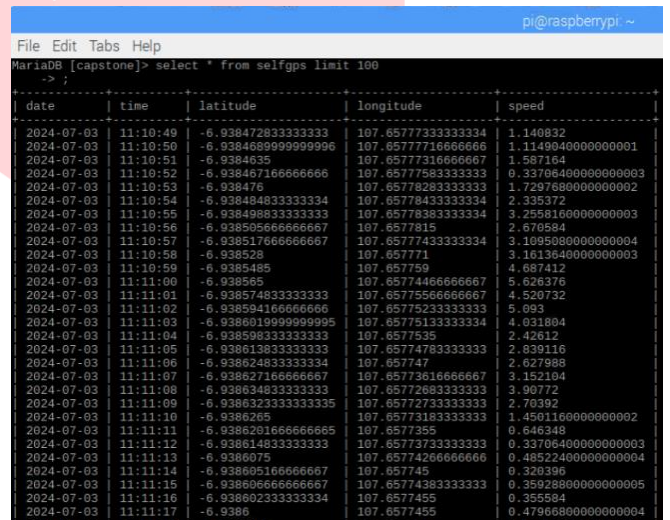 pi@raspberrypi: ~
File Edit Tabs Help
MariaDB [capstone]> select * from selfgps limit 100
-> ;
+------------+----------+--------------------+--------------------+---------------------+
| date | time | latitude | longitude | speed |
+------------+----------+--------------------+--------------------+---------------------+
| 2024-07-03 | 11:10:49 | -6.938472833333333 | 107.65777333333334 | 1.140832 |
| 2024-07-03 | 11:10:50 | -6.9384689999999996 | 107.65777716666666 | 1.1149040000000001 |
| 2024-07-03 | 11:10:51 | -6.9384635 | 107.65777316666667 | 1.587164 |
| 2024-07-03 | 11:10:52 | -6.938467166666666 | 107.65777583333333 | 0.33706400000000003 |
| 2024-07-03 | 11:10:53 | -6.938476 | 107.65778283333333 | 1.7297680000000002 |
| 2024-07-03 | 11:10:54 | -6.938484833333334 | 107.65778433333334 | 2.335372 |
| 2024-07-03 | 11:10:55 | -6.938498833333333 | 107.65778383333334 | 3.2558160000000003 |
| 2024-07-03 | 11:10:56 | -6.938505666666667 | 107.6577815 | 2.670584 |
| 2024-07-03 | 11:10:57 | -6.938517666666667 | 107.65777433333334 | 3.1095080000000004 |
| 2024-07-03 | 11:10:58 | -6.938528 | 107.657771 | 3.1613640000000003 |
| 2024-07-03 | 11:10:59 | -6.9385485 | 107.657759 | 4.687412 |
| 2024-07-03 | 11:11:00 | -6.938565 | 107.65774466666667 | 5.626376 |
| 2024-07-03 | 11:11:01 | -6.938574833333333 | 107.65775566666667 | 4.520732 |
| 2024-07-03 | 11:11:02 | -6.938594166666666 | 107.65775233333333 | 5.093 |
| 2024-07-03 | 11:11:03 | -6.9386019999999995 | 107.65775133333334 | 4.031804 |
| 2024-07-03 | 11:11:04 | -6.938598333333333 | 107.6577535 | 2.42612 |
| 2024-07-03 | 11:11:05 | -6.938613833333333 | 107.65774783333333 | 2.839116 |
| 2024-07-03 | 11:11:06 | -6.938624833333334 | 107.657747 | 2.627988 |
| 2024-07-03 | 11:11:07 | -6.938627166666667 | 107.65773616666667 | 3.152104 |
| 2024-07-03 | 11:11:08 | -6.938634833333333 | 107.65772683333333 | 3.90772 |
| 2024-07-03 | 11:11:09 | -6.9386323333333335 | 107.65772733333333 | 2.70392 |
| 2024-07-03 | 11:11:10 | -6.9386265 | 107.65773183333333 | 1.4501160000000002 |
| 2024-07-03 | 11:11:11 | -6.9386201666666665 | 107.6577355 | 0.646348 |
| 2024-07-03 | 11:11:12 | -6.938614833333333 | 107.65773733333333 | 0.33706400000000003 |
| 2024-07-03 | 11:11:13 | -6.9386075 | 107.65774266666666 | 0.48522400000000004 |
| 2024-07-03 | 11:11:14 | -6.938605166666667 | 107.657745 | 0.320396 |
| 2024-07-03 | 11:11:15 | -6.938606666666667 | 107.65774383333333 | 0.35928800000000005 |
| 2024-07-03 | 11:11:16 | -6.938602333333334 | 107.6577455 | 0.355584 |
| 2024-07-03 | 11:11:17 | -6.9386 | 107.6577455 | 0.47966800000000004 |